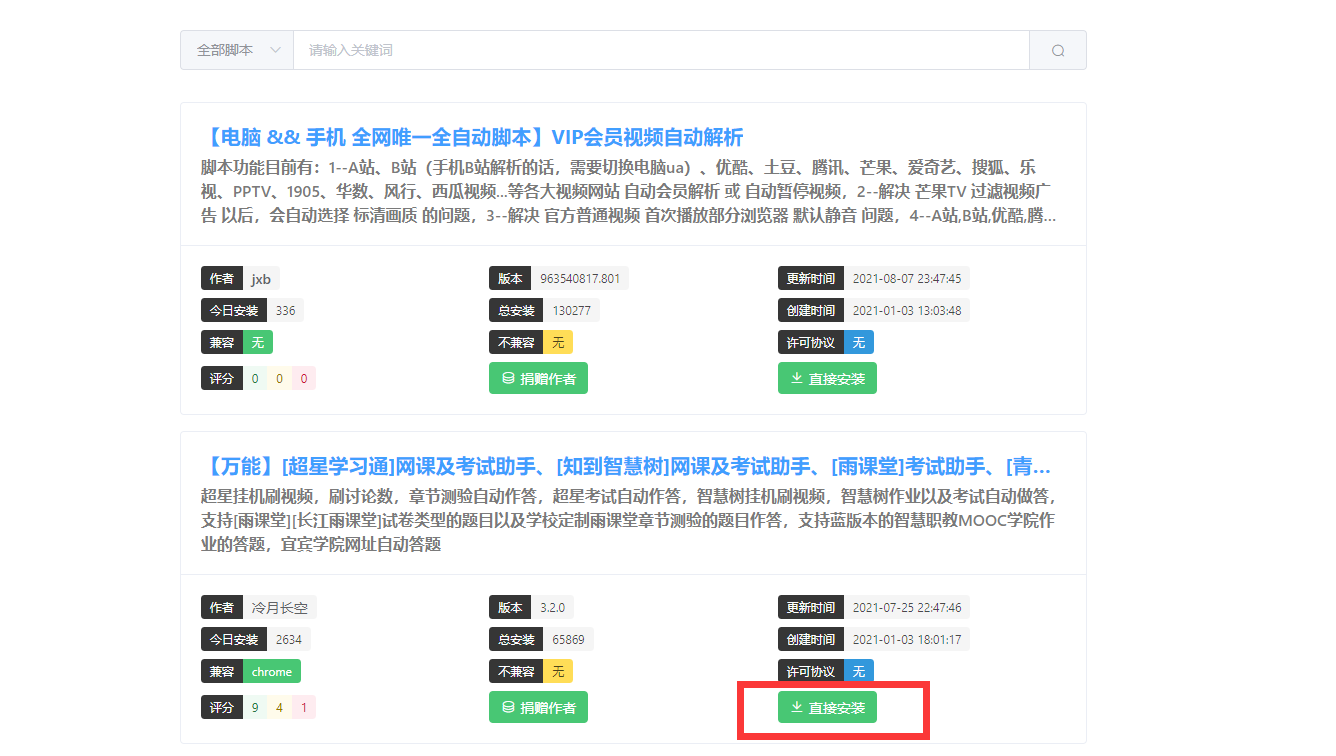 全部脚本 请输入关键词
【电脑 && 手机 全网唯一全自动脚本】VIP会员视频自动解析
脚本功能目前有：1--A站、B站（手机B站解析的话，需要切换电脑ua）、优酷、土豆、腾讯、芒果、爱奇艺、搜狐、乐
视、PPTV、1905、华数、风行、西瓜视频...等各大视频网站 自动会员解析 或 自动暂停视频，2--解决 芒果TV 过滤视频广
告 以后，会自动选择 标清画质 的问题，3--解决 官方普通视频 首次播放部分浏览器 默认静音 问题，4--A站,B站,优酷,腾...
作者 jxb 版本 963540817.801 更新时间 2021-08-07 23:47:45
今日安装 336 总安装 130277 创建时间 2021-01-03 13:03:48
兼容 无 不兼容 无 许可协议 无
评分 0 0 0 捐赠作者 直接安装
【万能】[超星学习通]网课及考试助手、[知到智慧树]网课及考试助手、[雨课堂]考试助手、[青...
超星挂机刷视频，刷讨论数，章节测验自动作答，超星考试自动作答，智慧树挂机刷视频，智慧树作业以及考试自动做答，
支持[雨课堂][长江雨课堂]试卷类型的题目以及学校定制雨课堂章节测验的题目作答，支持蓝版本的智慧职教MOOC学院作
业的答题，宜宾学院网址自动答题
作者 冷月长空 版本 3.2.0 更新时间 2021-07-25 22:47:46
今日安装 2634 总安装 65869 创建时间 2021-01-03 18:01:17
兼容 chrome 不兼容 无 许可协议 无
评分 9 4 1 捐赠作者 直接安装